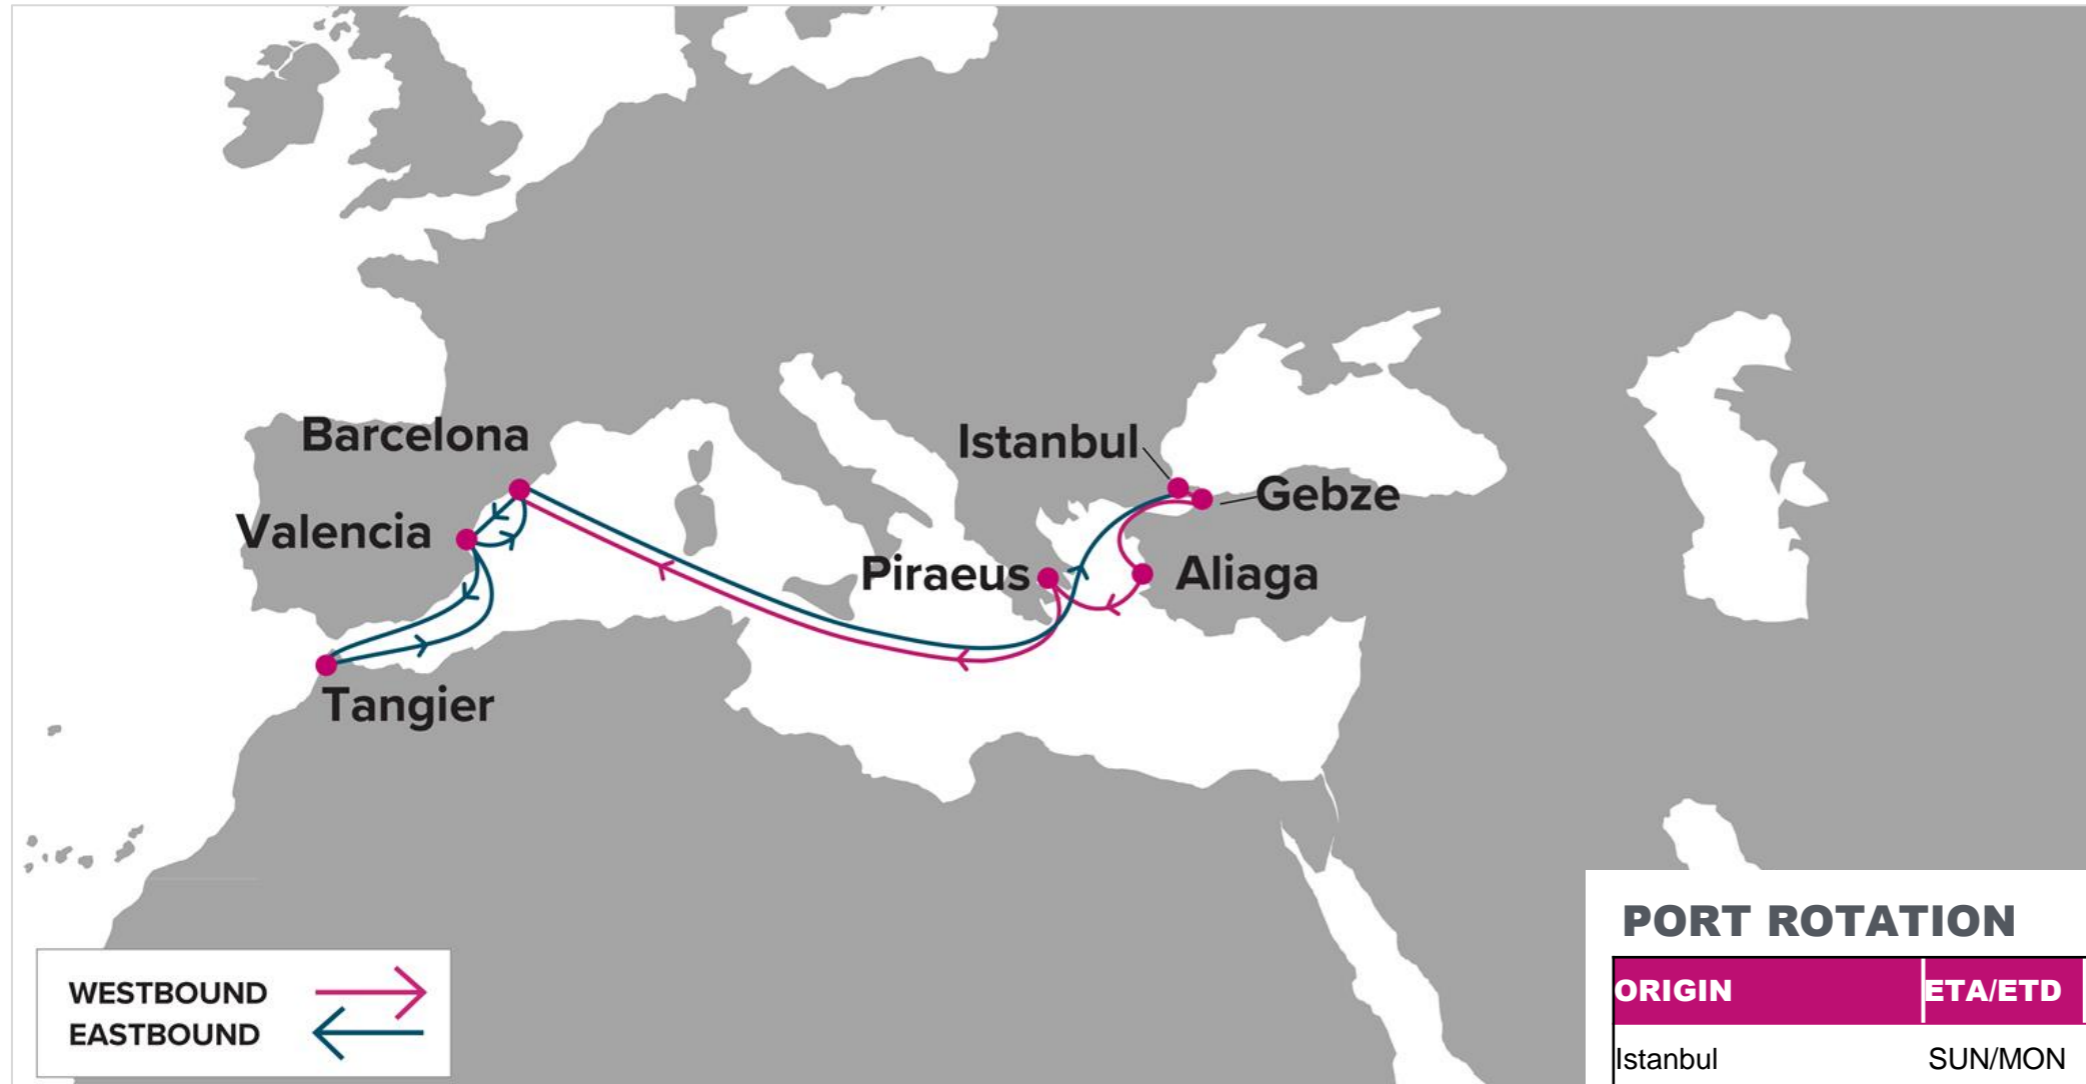 Barcelona
Istanbul
Gebze
Valencia
Piraeus
Aliaga
Tangier
WESTBOUND
EASTBOUND
PORT ROTATION
ORIGIN ETA/ETD
Istanbul SUN/MON